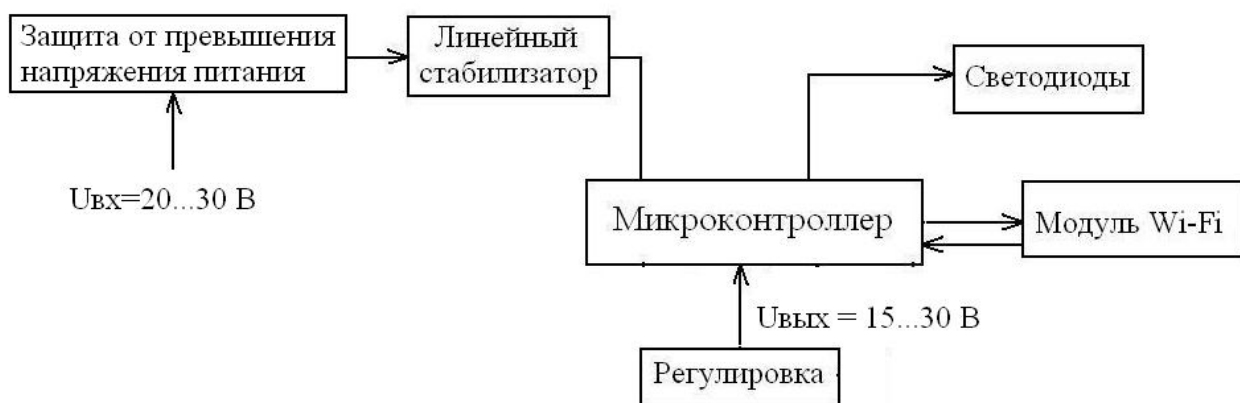 Защита от превышения
напряжения питания
Линейный
стабилизатор
Светодиоды
Uвх=20...30 В
Микроконтроллер
Модуль Wi-Fi
Uвых = 15...30 В
Регулировка